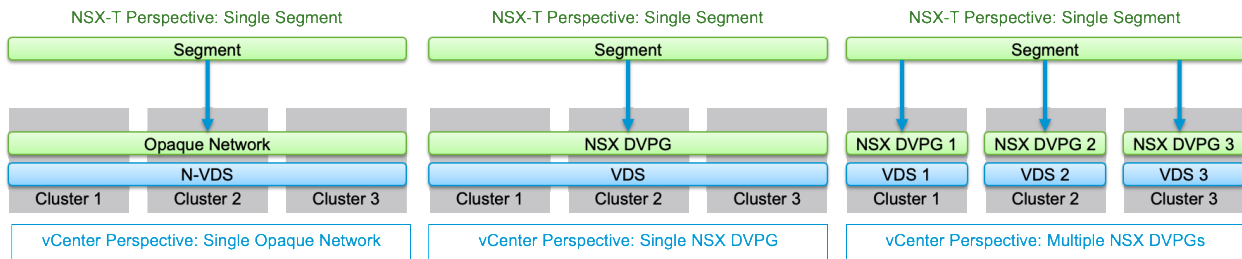 NSX-T Perspective: Single Segment
Segment
Opaque Network
N-VDS
Cluster 1
Cluster 2
Cluster 3
vCenter Perspective: Single Opaque Network
NSX-T Perspective: Single Segment
Segment
NSX DVPG
VDS
Cluster 1
Cluster 2
Cluster 3
vCenter Perspective: Single NSX DVPG
NSX-T Perspective: Single Segment
Segment
NSX DVPG 1
NSX DVPG 2
NSX DVPG 3
VDS 1
VDS 2
VDS 3
Cluster 1
Cluster 2
Cluster 3
vCenter Perspective: Multiple NSX DVPGs